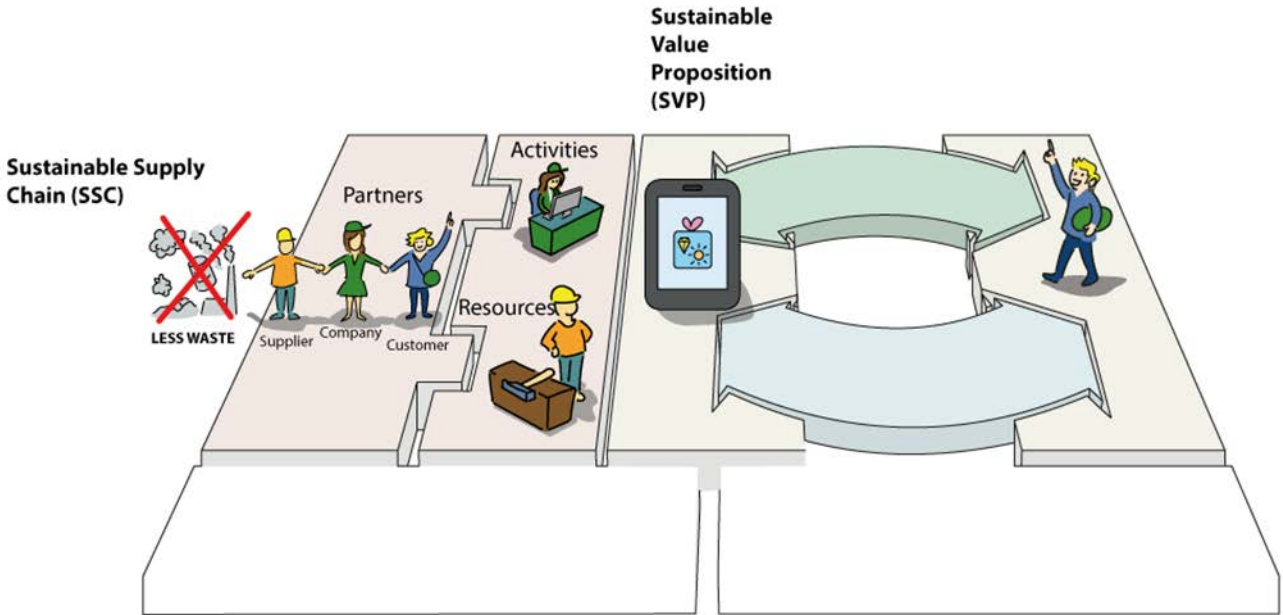 Sustainable
Value
Proposition
(SVP)
Sustainable Supply
Chain (SSC)
Activities
Partners
Resources
LESS WASTE
Supplier
Company
Customer